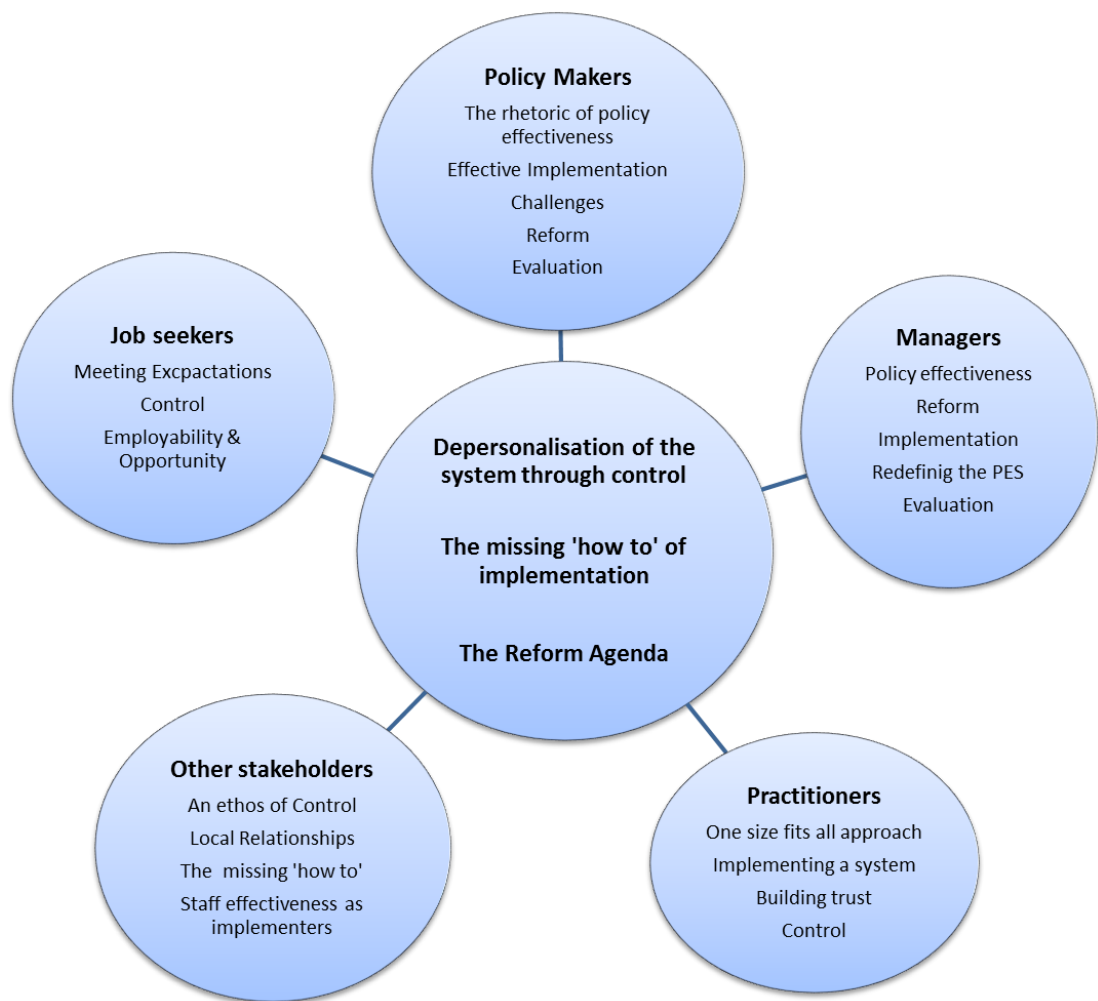 Policy Makers
The rhetoric of policy
effectiveness
Effective Implementation
Challenges
Reform
Evaluation
Job seekers
Meeting Excpactations
Control
Employability &
Opportunity
Managers
Policy effectiveness
Reform
Implementation
Redefinig the PES
Evaluation
Depersonalisation of the
system through control
The missing 'how to' of
implementation
The Reform Agenda
Other stakeholders
An ethos of Control
Local Relationships
The missing 'how to'
Staff effectiveness as
implementers
Practitioners
One size fits all approach
Implementing a system
Building trust
Control